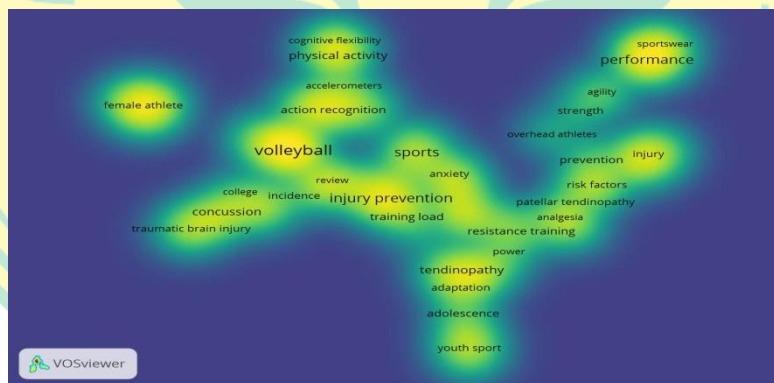 cognitive flexibility
sportswear
physical activity
performance
accelerometers
agility
female athlete
action recognition
strength
overhead athletes
volleyball
sports
prevention
injury
anxiety
review
risk factors
college
incidence
injury prevention
patellar tendinopathy
concussion
training load
analgesia
traumatic brain injury
resistance training
power
tendinopathy
adaptation
adolescence
youth sport
VOSviewer